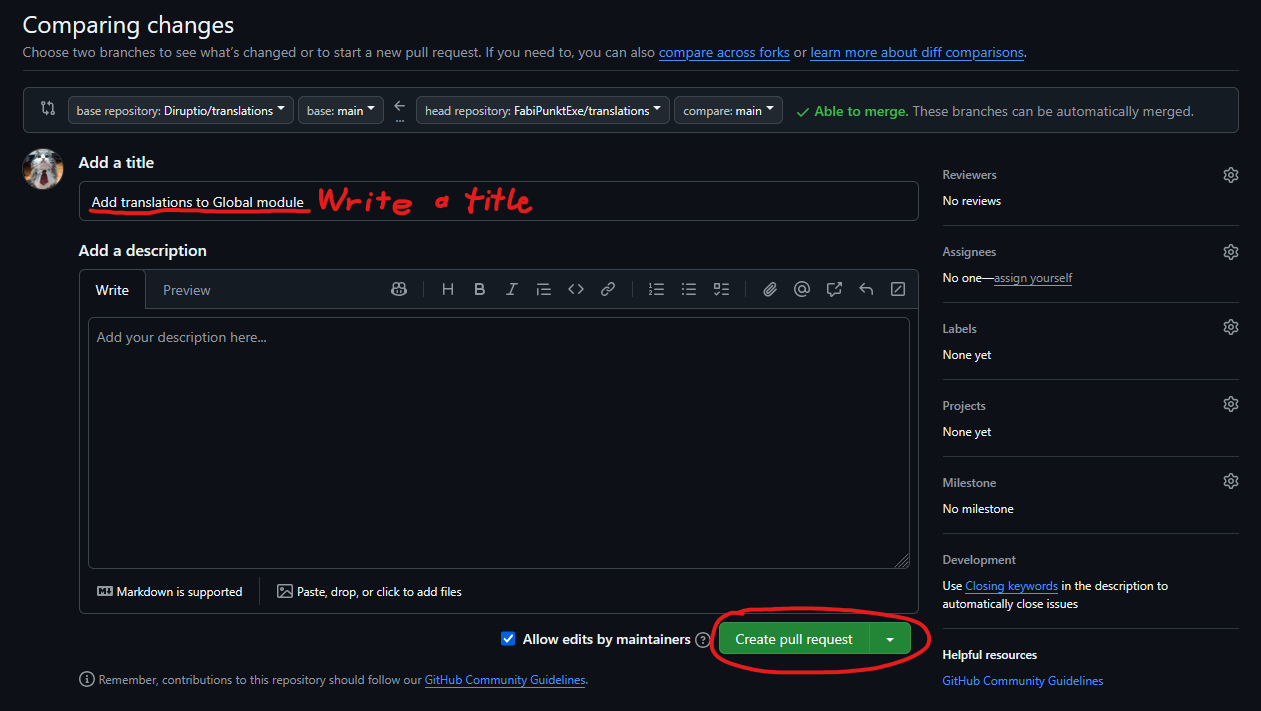 Comparing changes
Choose two branches to see what's changed or to start a new pull request. If you need to, you can also compare across forks or learn more about diff comparisons.
base repository: Diruptio/translations base: main ... head repository: FabiPunktExe/translations compare: main Able to merge. These branches can be automatically merged.
Add a title
Add translations to Global module Write a title
Add a description
Write Preview
Add your description here...
Markdown is supported Paste, drop, or click to add files
Allow edits by maintainers ? Create pull request
Remember, contributions to this repository should follow our GitHub Community Guidelines.
Reviewers
No reviews
Assignees
No one—assign yourself
Labels
None yet
Projects
None yet
Milestone
No milestone
Development
Use Closing keywords in the description to
automatically close issues
Helpful resources
GitHub Community Guidelines